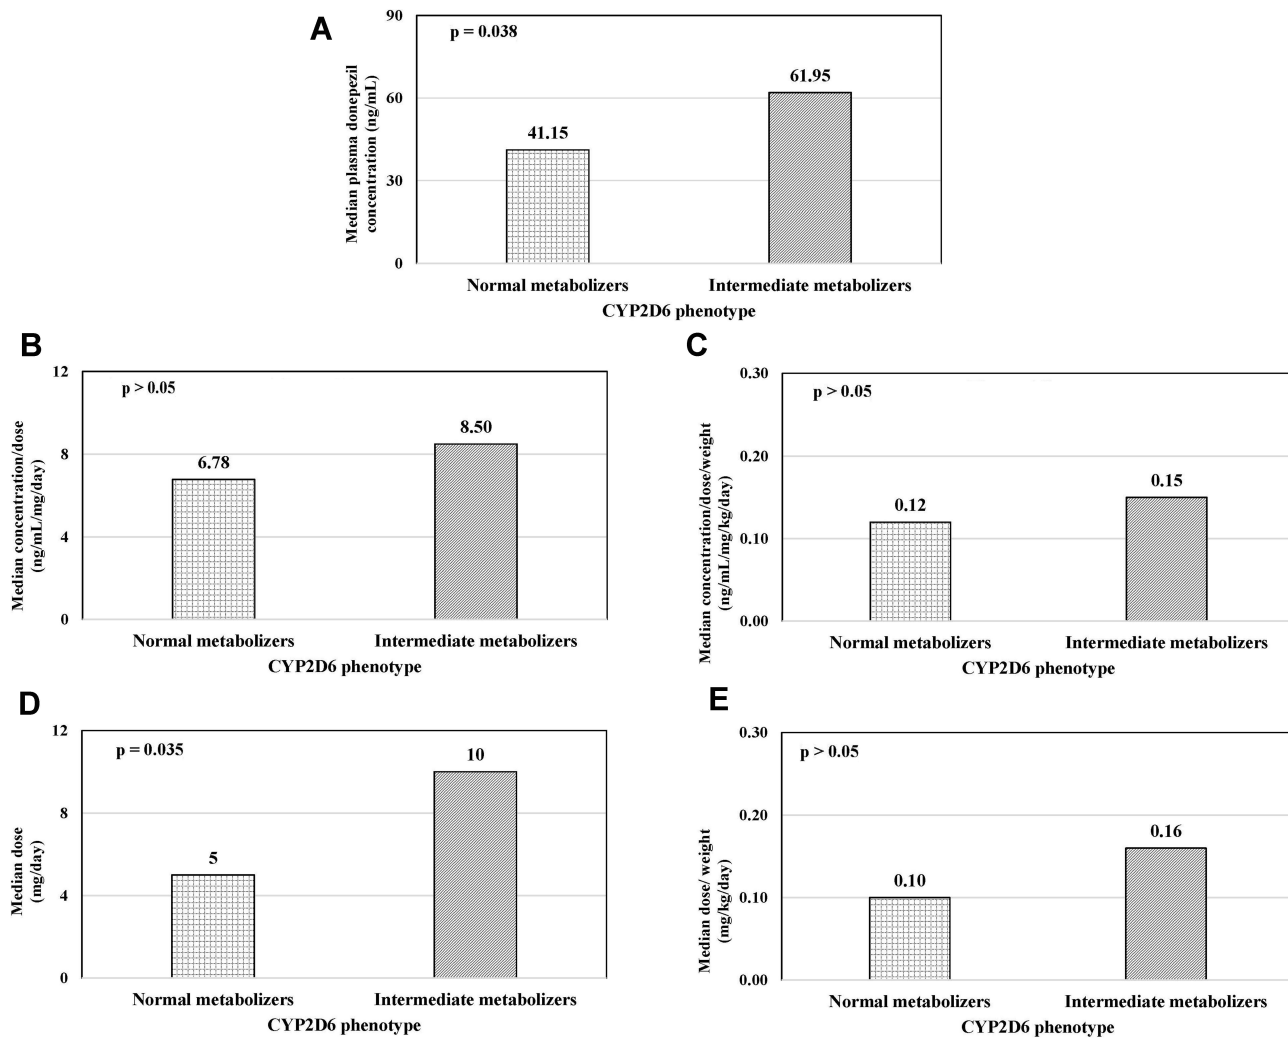 A
p = 0.038
Median plasma donepezil
concentration (ng/mL)
90
60
30
0
41.15
61.95
Normal metabolizers
Intermediate metabolizers
CYP2D6 phenotype
B
p > 0.05
Median concentration/dose
(ng/mL/mg/day)
12
8
4
0
6.78
8.50
Normal metabolizers
Intermediate metabolizers
CYP2D6 phenotype
C
p > 0.05
Median concentration/dose/weight
(ng/mL/mg/kg/day)
0.30
0.20
0.10
0.00
0.12
0.15
Normal metabolizers
Intermediate metabolizers
CYP2D6 phenotype
D
p = 0.035
Median dose
(mg/day)
12
8
4
0
5
10
Normal metabolizers
Intermediate metabolizers
CYP2D6 phenotype
E
p > 0.05
Median dose/ weight
(mg/kg/day)
0.30
0.20
0.10
0.00
0.10
0.16
Normal metabolizers
Intermediate metabolizers
CYP2D6 phenotype